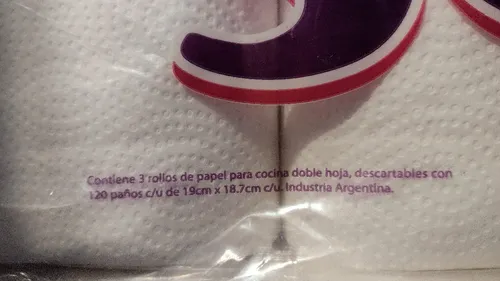 Contiene 3 rollos de papel para cocina doble hoja, descartables con
120 paños c/u de 19cm x 18.7cm c/u. Industria Argentina.